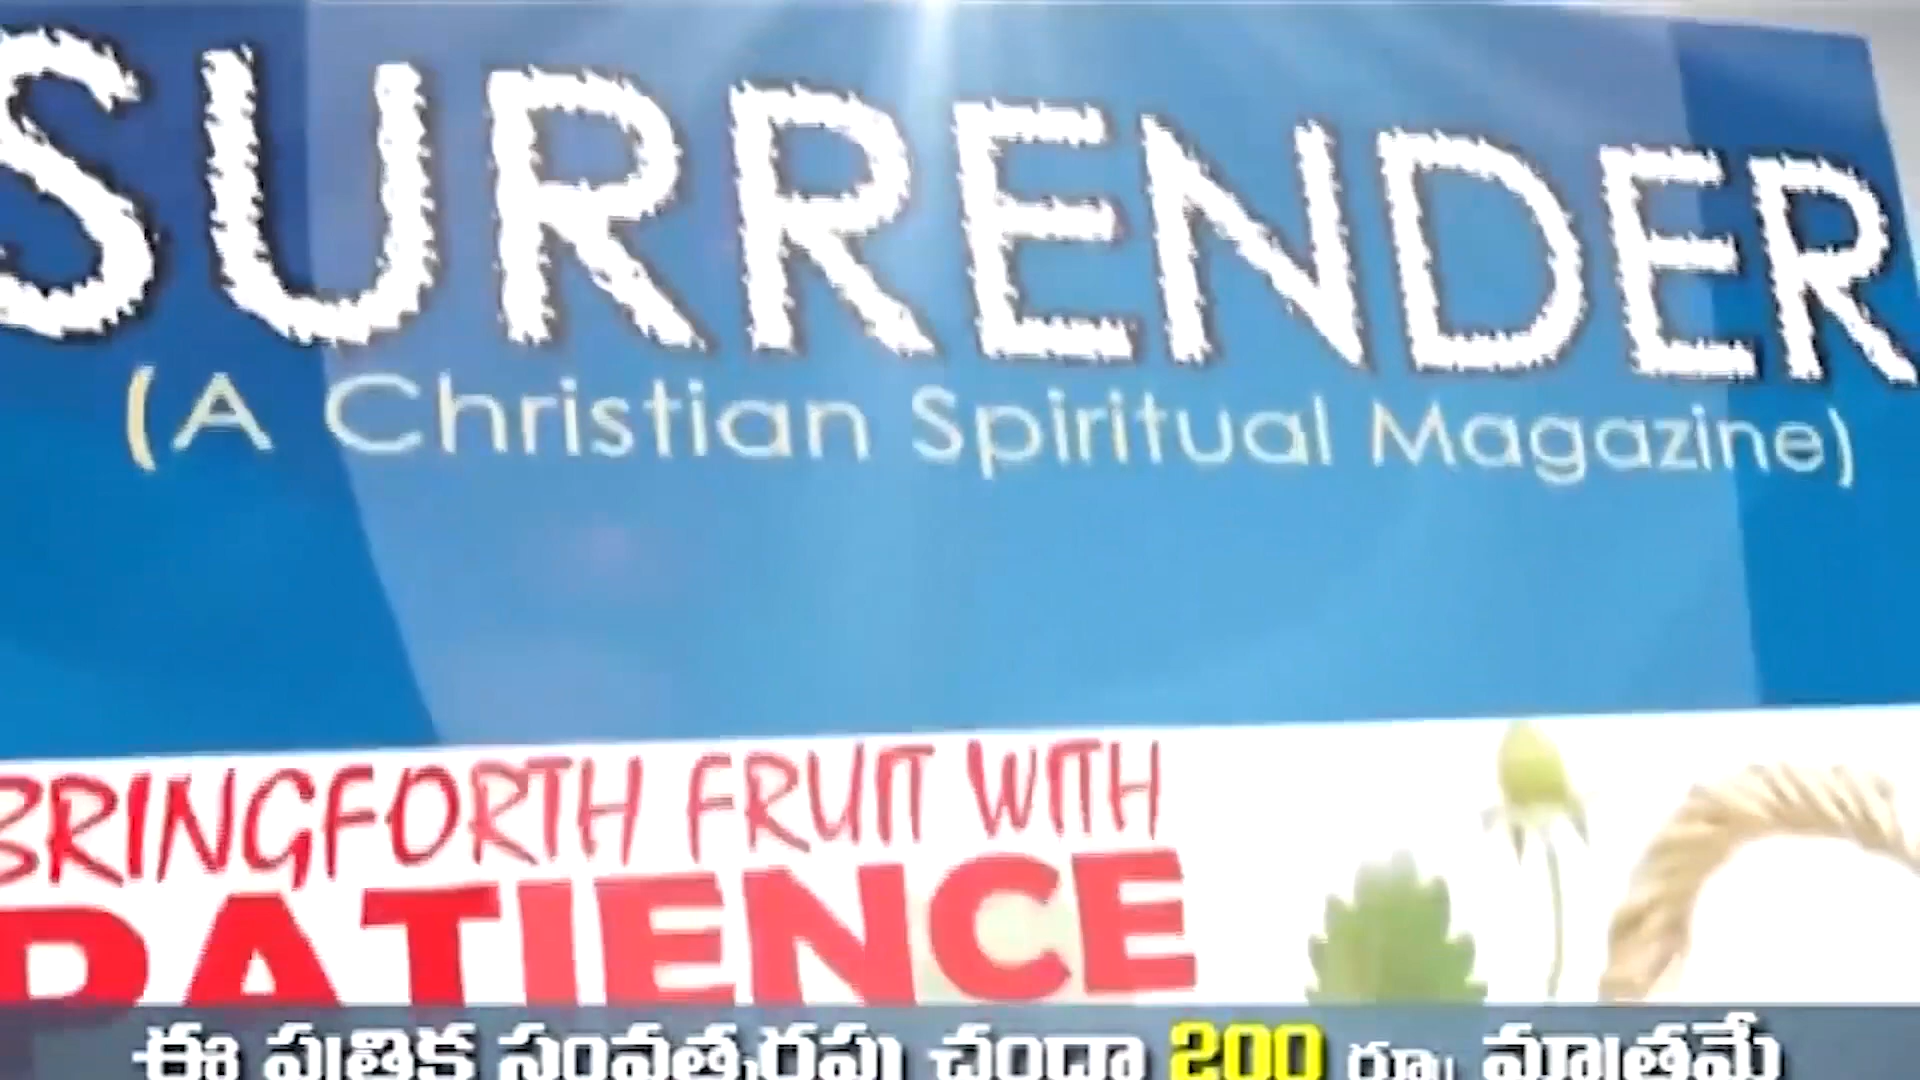 SURRENDER
(A Christian Spiritual Magazine)
BRINGFORTH FRUIT WITH
PATIENCE
ఈ పత్రిక సంవత్సరపు చందా 200 రూ. మాత్రమే